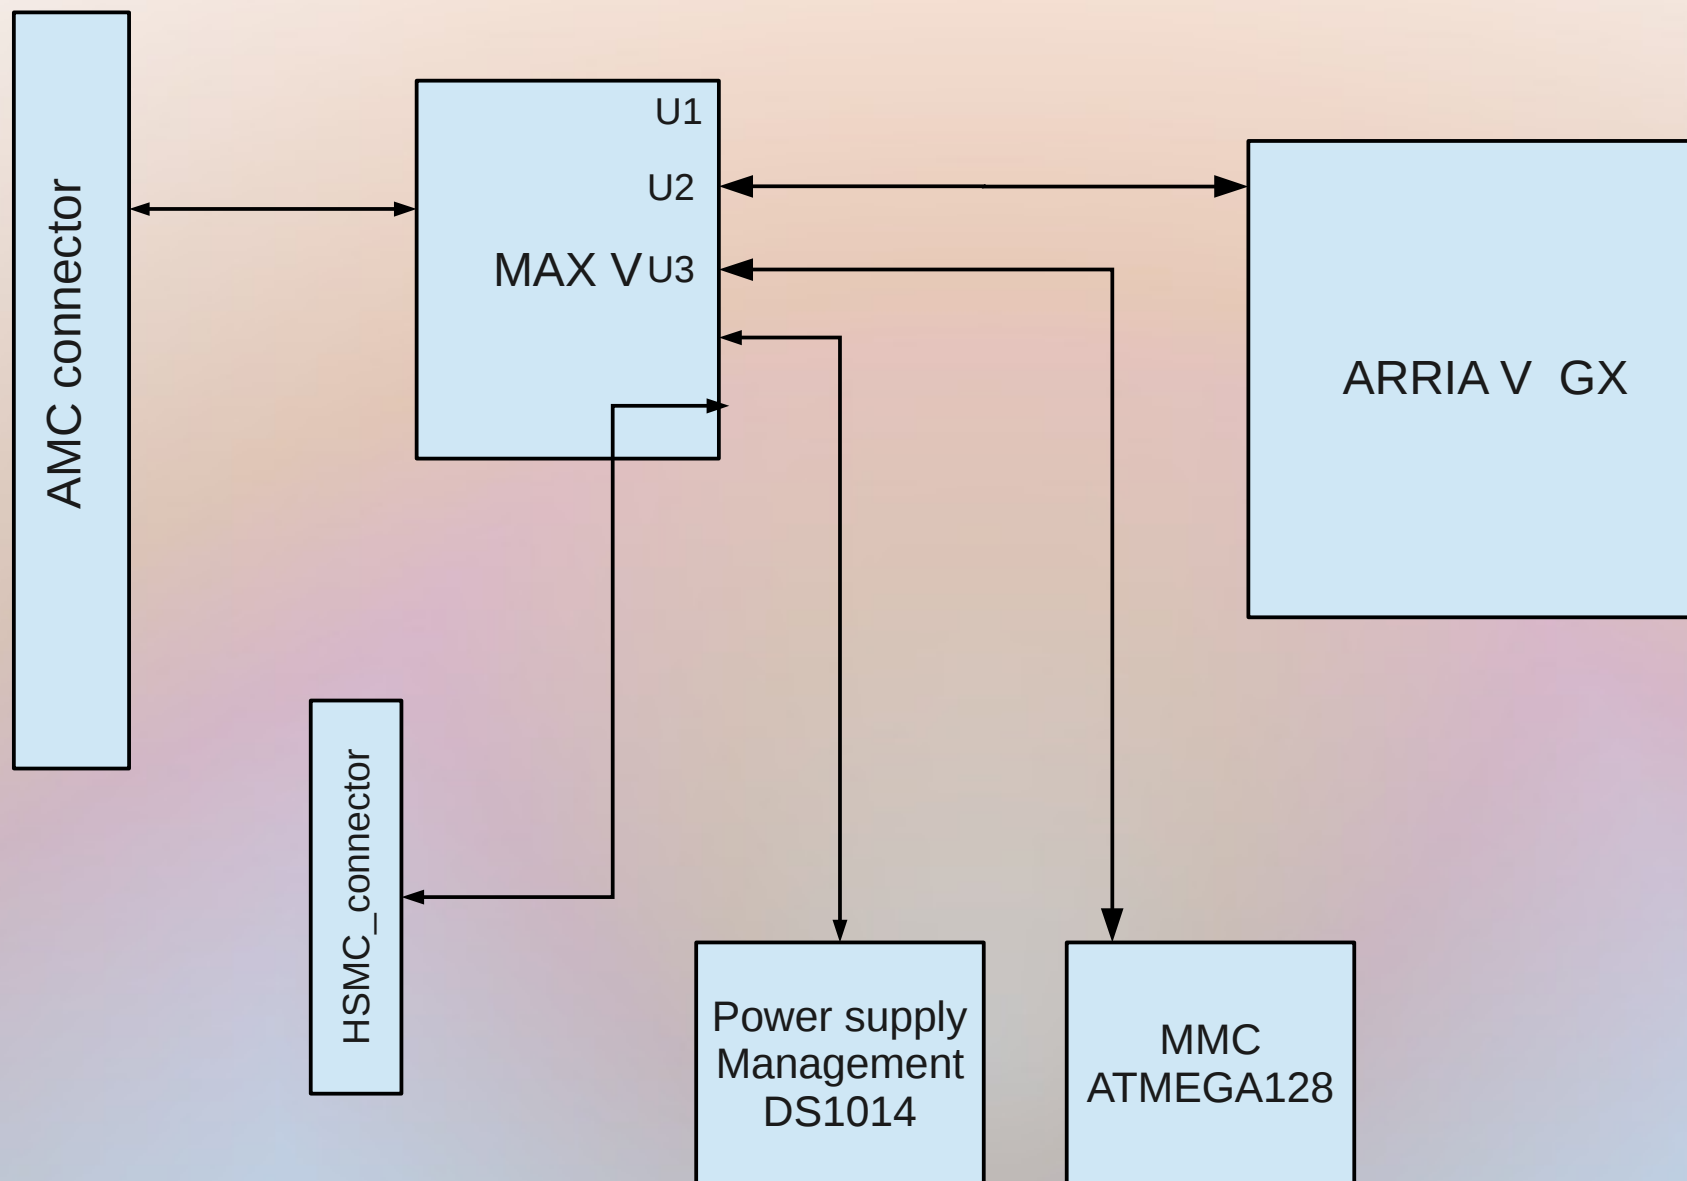 AMC connector
U1
U2
MAX V
U3
ARRIA V  GX
HSMC_connector
Power supply
Management
DS1014
MMC
ATMEGA128